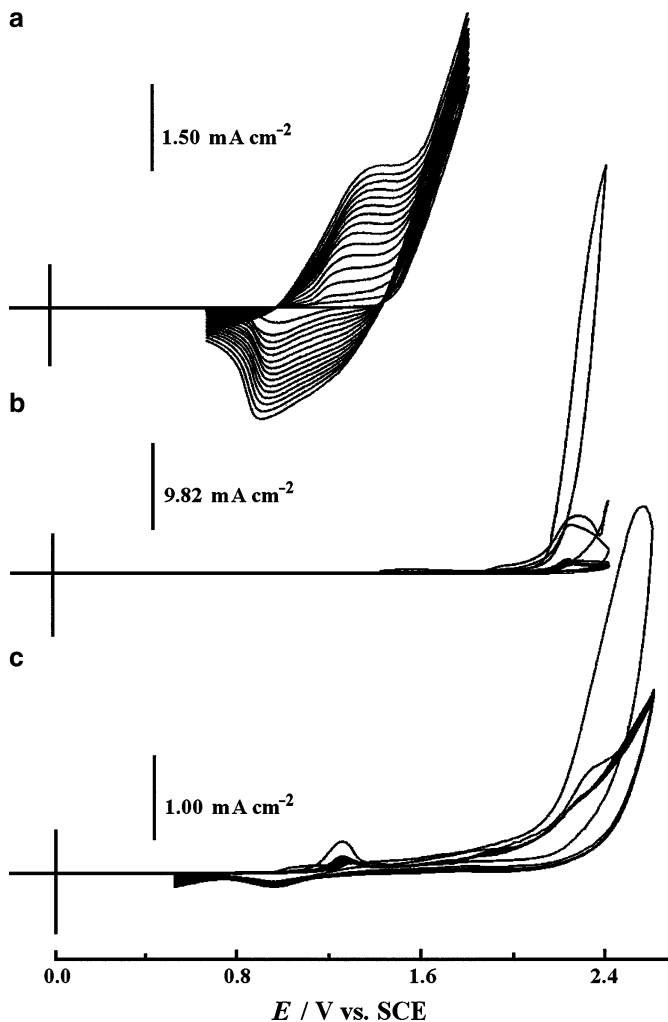 a
1.50 mA cm⁻²
b
9.82 mA cm⁻²
c
1.00 mA cm⁻²
0.0 0.8 1.6 2.4
E / V vs. SCE